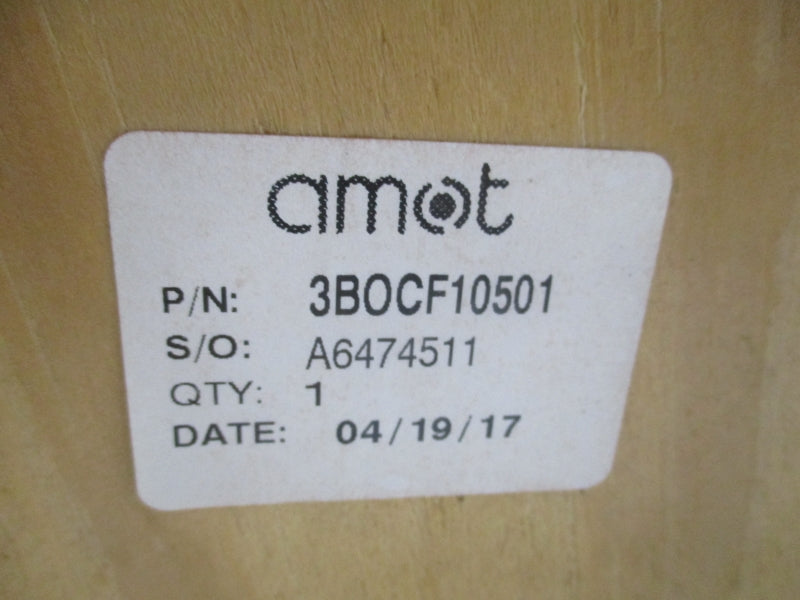 amot
P/N: 3BOCF10501
S/O: A6474511
QTY: 1
DATE: 04/19/17